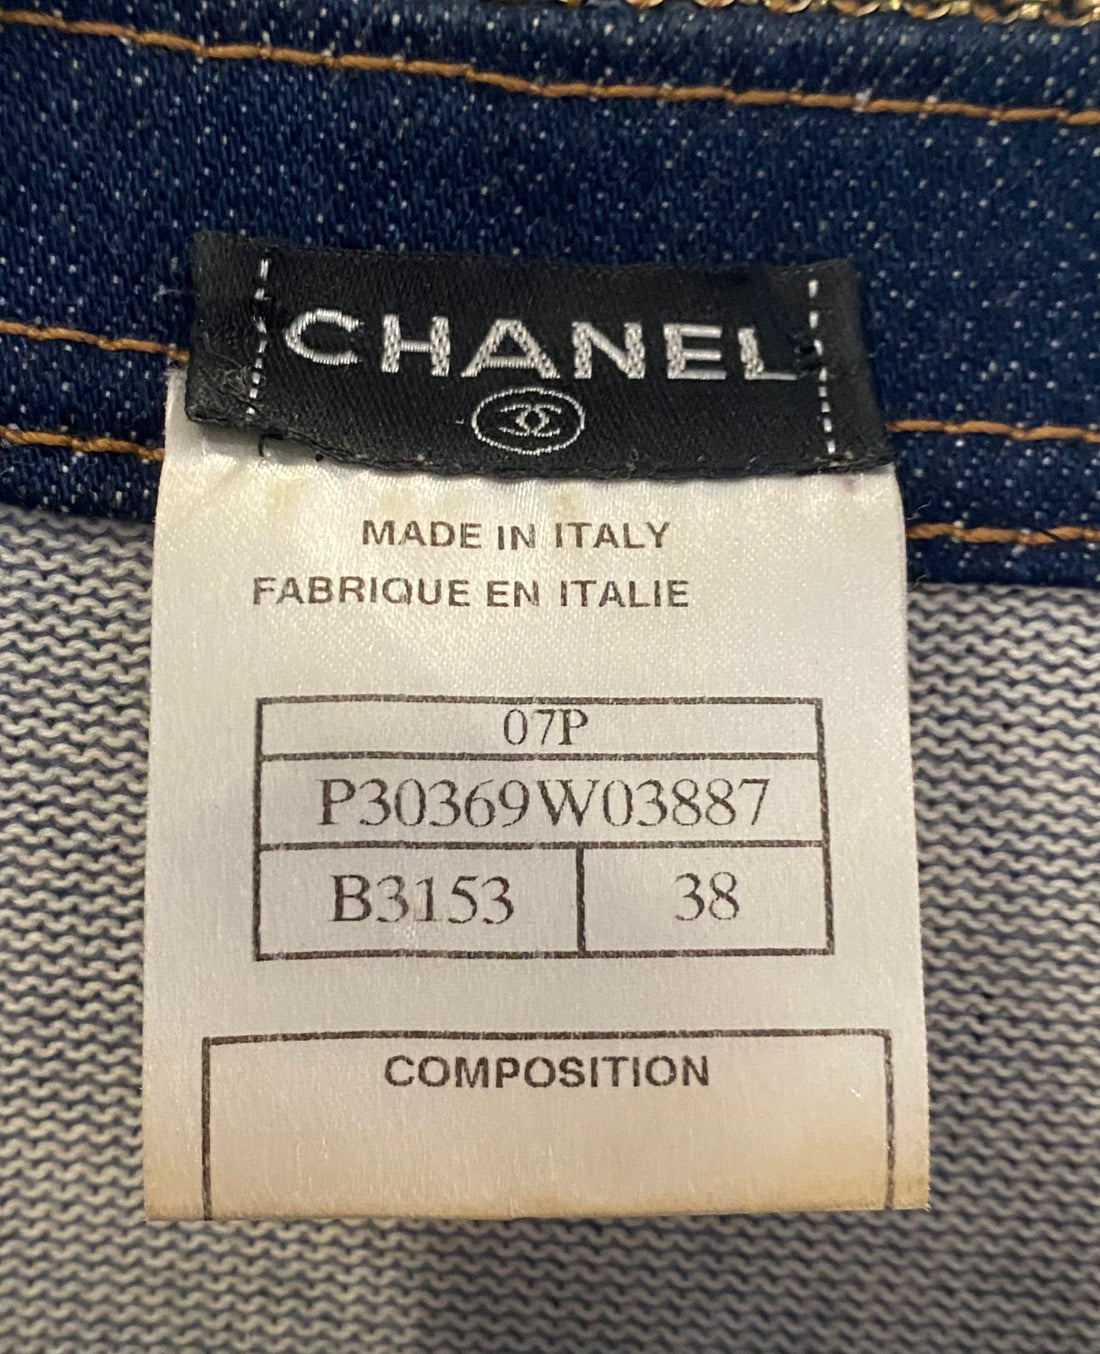 CHANEL
MADE IN ITALY
FABRIQUE EN ITALIE
07P
P30369W03887
B3153 38
COMPOSITION